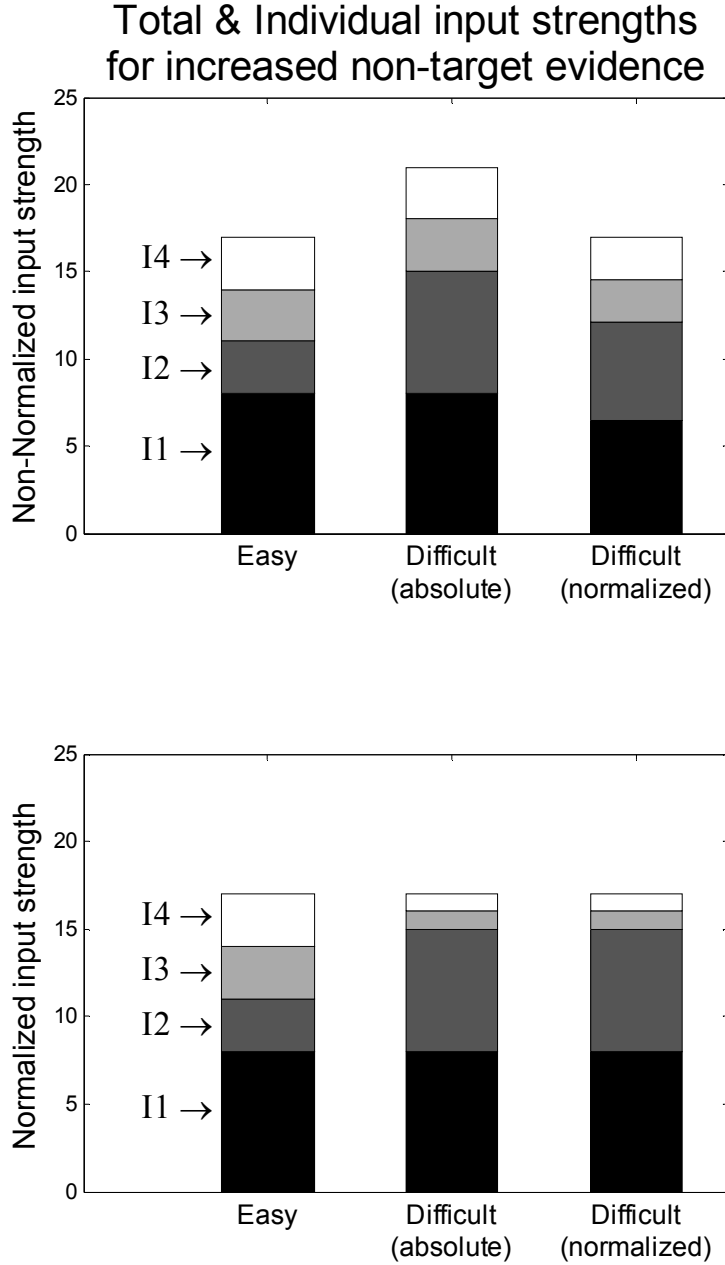 Total & Individual input strengths
for increased non-target evidence
Non-Normalized input strength
25
20
15
10
5
0
I4 →
I3 →
I2 →
I1 →
Easy
Difficult
(absolute)
Difficult
(normalized)
Normalized input strength
25
20
15
10
5
0
I4 →
I3 →
I2 →
I1 →
Easy
Difficult
(absolute)
Difficult
(normalized)